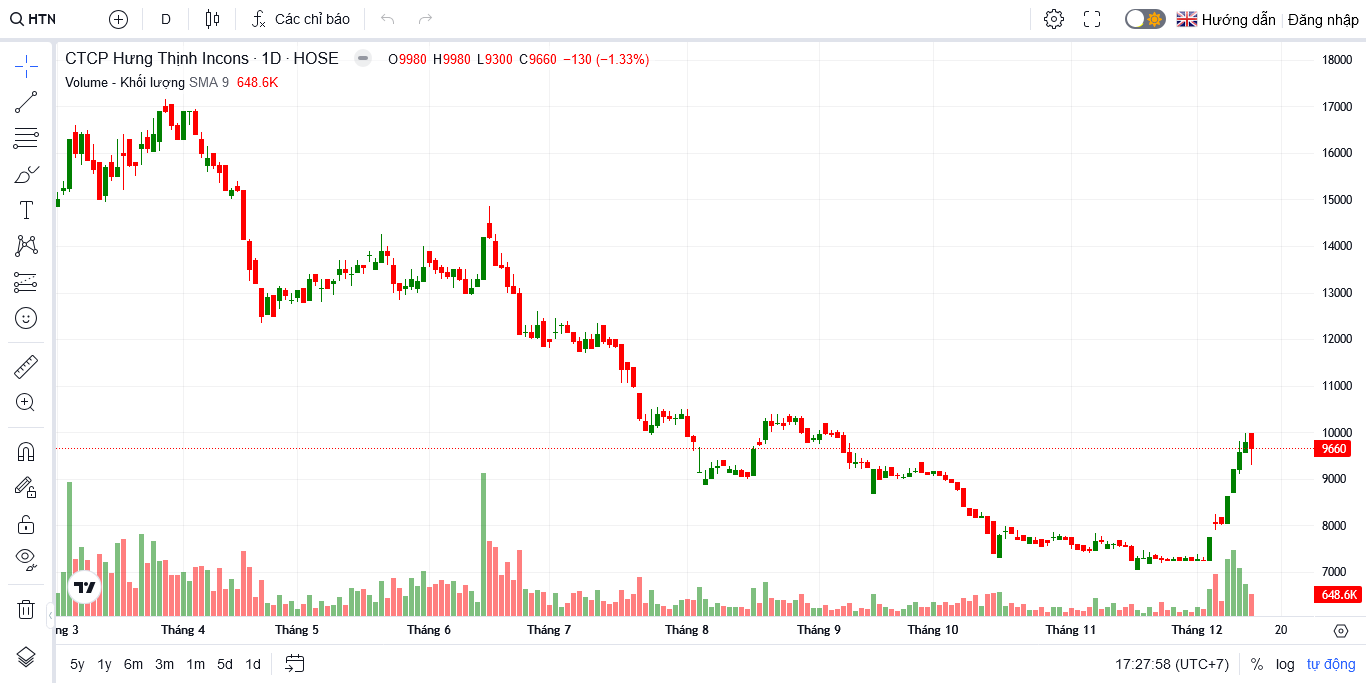 HTN D Các chỉ báo Hướng dẫn Đăng nhập
CTCP Hưng Thịnh Incons · 1D · HOSE O9980 H9980 L9300 C9660 −130 (−1.33%)
Volume - Khối lượng SMA 9 648.6K
18000
17000
16000
15000
14000
13000
12000
11000
10000
9660
9000
8000
7000
648.6K
ng 3 Tháng 4 Tháng 5 Tháng 6 Tháng 7 Tháng 8 Tháng 9 Tháng 10 Tháng 11 Tháng 12 20
5y 1y 6m 3m 1m 5d 1d 17:27:58 (UTC+7) % log tự động